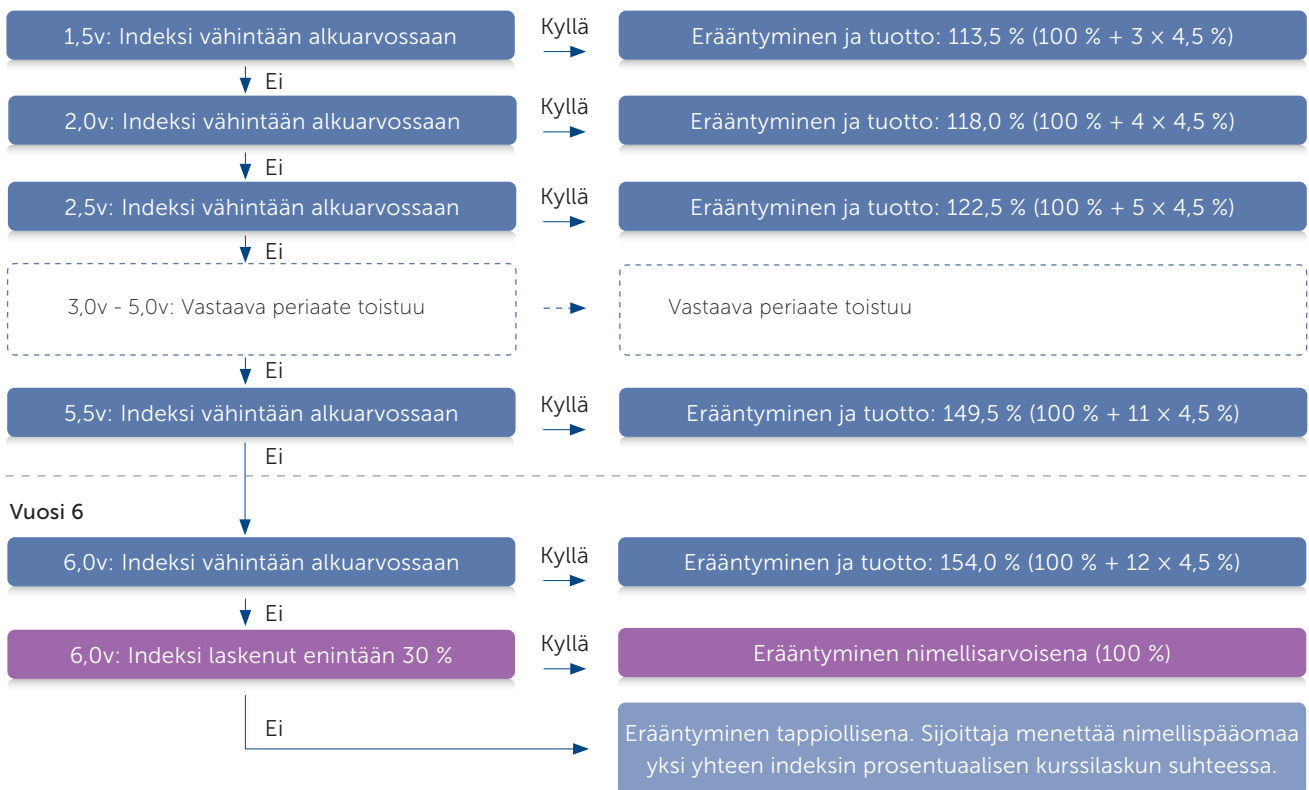 1,5v: Indeksi vähintään alkuarvossaan
Kyllä
Erääntyminen ja tuotto: 113,5 % (100 % + 3 × 4,5 %)
Ei
2,0v: Indeksi vähintään alkuarvossaan
Kyllä
Erääntyminen ja tuotto: 118,0 % (100 % + 4 × 4,5 %)
Ei
2,5v: Indeksi vähintään alkuarvossaan
Kyllä
Erääntyminen ja tuotto: 122,5 % (100 % + 5 × 4,5 %)
Ei
3,0v - 5,0v: Vastaava periaate toistuu
Vastaava periaate toistuu
Ei
5,5v: Indeksi vähintään alkuarvossaan
Kyllä
Erääntyminen ja tuotto: 149,5 % (100 % + 11 × 4,5 %)
Ei
Vuosi 6
6,0v: Indeksi vähintään alkuarvossaan
Kyllä
Erääntyminen ja tuotto: 154,0 % (100 % + 12 × 4,5 %)
Ei
6,0v: Indeksi laskenut enintään 30 %
Kyllä
Erääntyminen nimellisarvoisena (100 %)
Ei
Erääntyminen tappiollisena. Sijoittaja menettää nimellispääomaa
yksi yhteen indeksin prosentuaalisen kurssilaskun suhteessa.